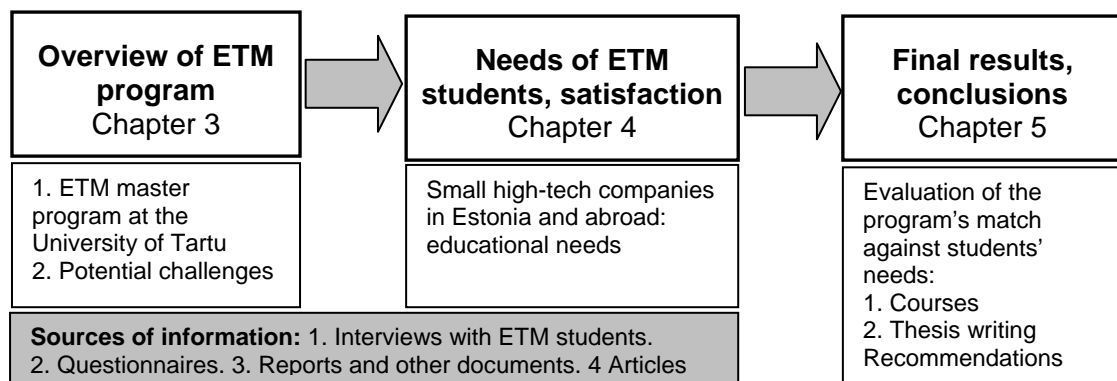 Overview of ETM
program
Chapter 3
Needs of ETM
students, satisfaction
Chapter 4
Final results,
conclusions
Chapter 5
1. ETM master
program at the
University of Tartu
2. Potential challenges
Small high-tech companies
in Estonia and abroad:
educational needs
Evaluation of the
program's match
against students'
needs:
1. Courses
2. Thesis writing
Recommendations
Sources of information: 1. Interviews with ETM students.
2. Questionnaires. 3. Reports and other documents. 4 Articles